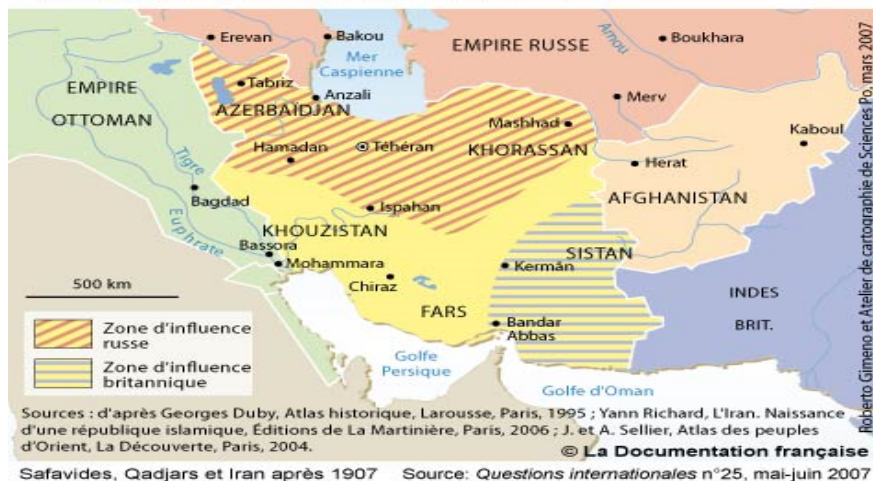 Erevan
Bakou
EMPIRE RUSSE
Amou
Boukhara
Mer
Caspienne
EMPIRE
OTTOMAN
Tabriz
Anzali
AZERBAÏDJAN
Merv
Mashhad
Kaboul
Hamadan
Téhéran
KHORASSAN
Herat
Tigre
AFGHANISTAN
Bagdad
Ispahan
Euphrate
KHOUZISTAN
Bassora
SISTAN
Mohammara
Kermân
Chiraz
500 km
INDES
BRIT.
FARS
Zone d'influence
russe
Bandar
Abbas
Zone d'influence
britannique
Golfe
Persique
Golfe d'Oman
Sources : d'après Georges Duby, Atlas historique, Larousse, Paris, 1995 ; Yann Richard, L'Iran. Naissance
d'une république islamique, Éditions de La Martinière, Paris, 2006 ; J. et A. Sellier, Atlas des peuples
d'Orient, La Découverte, Paris, 2004.
© La Documentation française
Roberto Gimeno et Atelier de cartographie de Sciences Po, mars 2007
Safavides, Qadjars et Iran après 1907 Source: Questions internationales n°25, mai-juin 2007